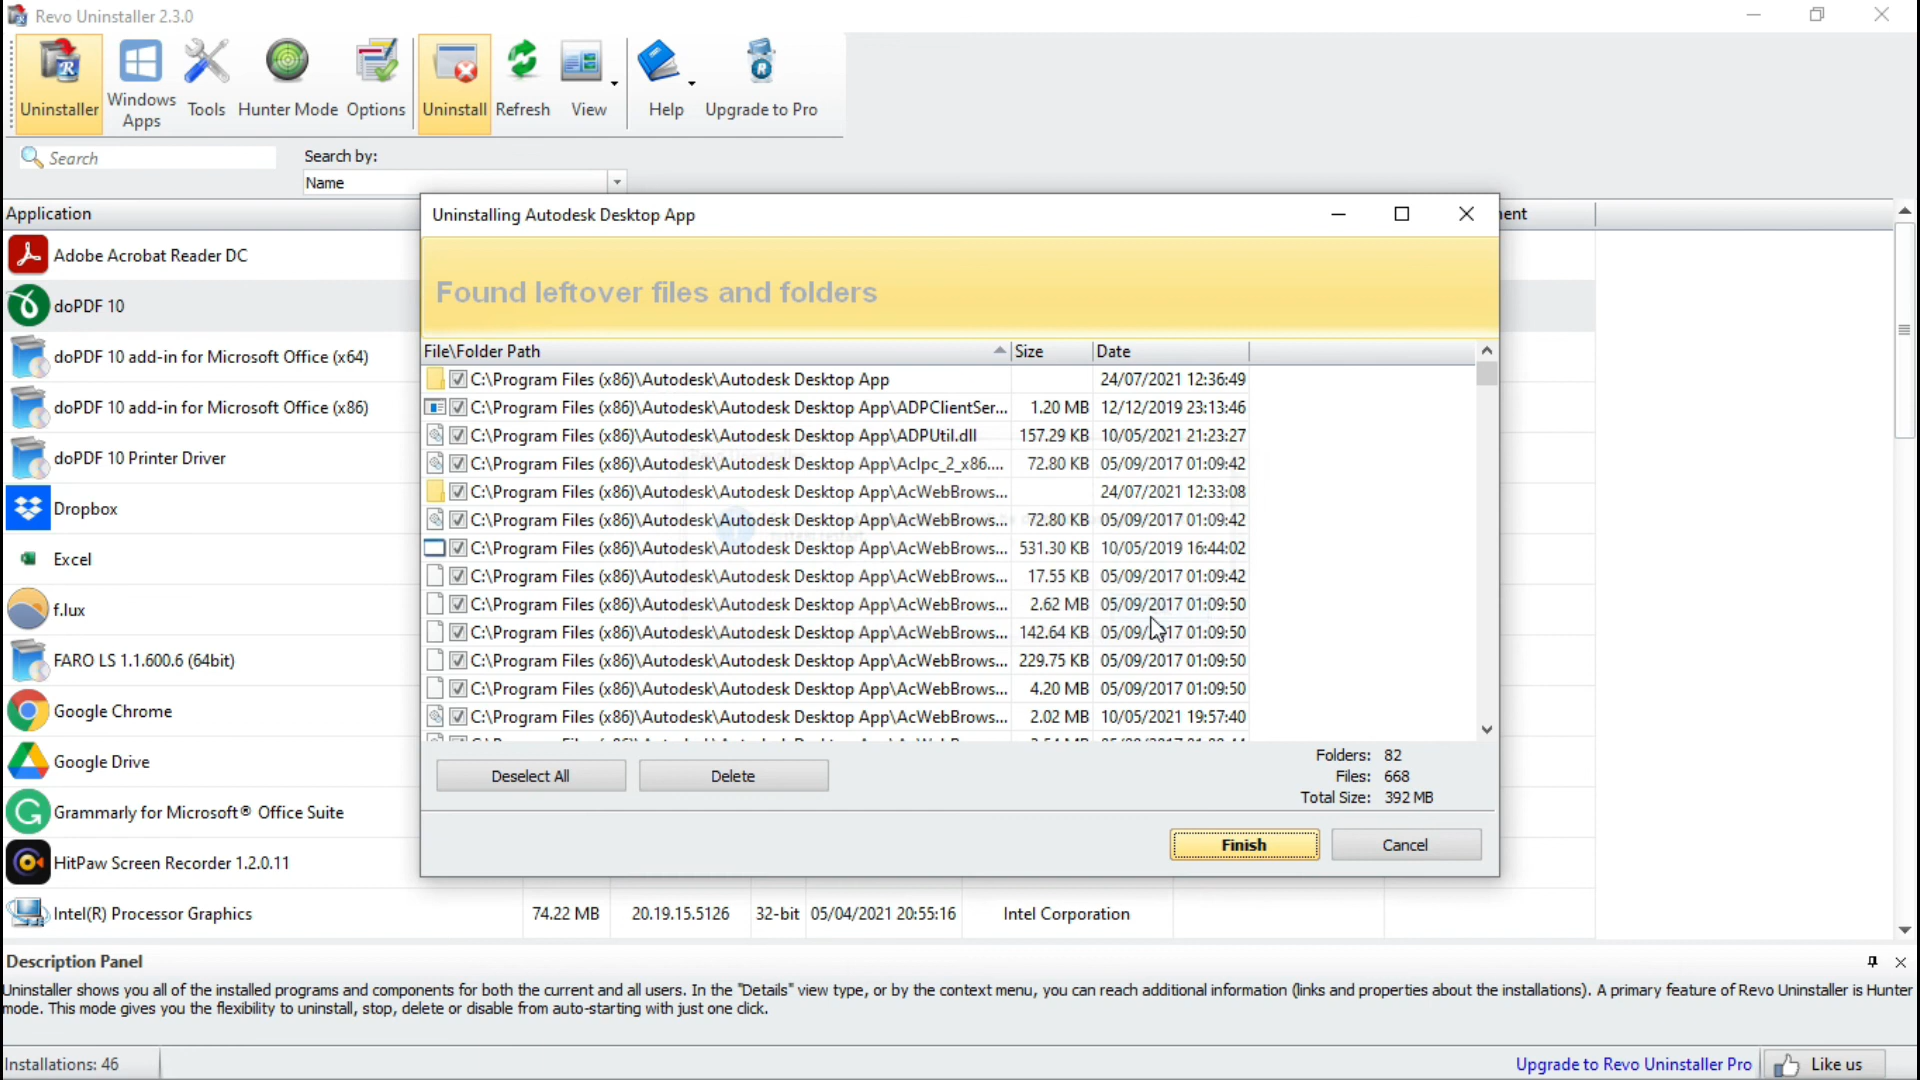 Revo Uninstaller 2.3.0
Uninstaller
Windows Apps
Tools
Hunter Mode
Options
Uninstall
Refresh
View
Help
Upgrade to Pro
Search
Search by:
Name
Application
Adobe Acrobat Reader DC
doPDF 10
doPDF 10 add-in for Microsoft Office (x64)
doPDF 10 add-in for Microsoft Office (x86)
doPDF 10 Printer Driver
Dropbox
Excel
f.lux
FARO LS 1.1.600.6 (64bit)
Google Chrome
Google Drive
Grammarly for Microsoft® Office Suite
HitPaw Screen Recorder 1.2.0.11
Intel(R) Processor Graphics 74.22 MB 20.19.15.5126 32-bit 05/04/2021 20:55:16 Intel Corporation
Uninstalling Autodesk Desktop App
Found leftover files and folders
File\Folder Path Size Date
C:\Program Files (x86)\Autodesk\Autodesk Desktop App 24/07/2021 12:36:49
C:\Program Files (x86)\Autodesk\Autodesk Desktop App\ADPClientSer... 1.20 MB 12/12/2019 23:13:46
C:\Program Files (x86)\Autodesk\Autodesk Desktop App\ADPUtil.dll 157.29 KB 10/05/2021 21:23:27
C:\Program Files (x86)\Autodesk\Autodesk Desktop App\AcIpc_2_x86.... 72.80 KB 05/09/2017 01:09:42
C:\Program Files (x86)\Autodesk\Autodesk Desktop App\AcWebBrows... 24/07/2021 12:33:08
C:\Program Files (x86)\Autodesk\Autodesk Desktop App\AcWebBrows... 72.80 KB 05/09/2017 01:09:42
C:\Program Files (x86)\Autodesk\Autodesk Desktop App\AcWebBrows... 531.30 KB 10/05/2019 16:44:02
C:\Program Files (x86)\Autodesk\Autodesk Desktop App\AcWebBrows... 17.55 KB 05/09/2017 01:09:42
C:\Program Files (x86)\Autodesk\Autodesk Desktop App\AcWebBrows... 2.62 MB 05/09/2017 01:09:50
C:\Program Files (x86)\Autodesk\Autodesk Desktop App\AcWebBrows... 142.64 KB 05/09/2017 01:09:50
C:\Program Files (x86)\Autodesk\Autodesk Desktop App\AcWebBrows... 229.75 KB 05/09/2017 01:09:50
C:\Program Files (x86)\Autodesk\Autodesk Desktop App\AcWebBrows... 4.20 MB 05/09/2017 01:09:50
C:\Program Files (x86)\Autodesk\Autodesk Desktop App\AcWebBrows... 2.02 MB 10/05/2021 19:57:40
Deselect All
Delete
Folders: 82
Files: 668
Total Size: 392 MB
Finish
Cancel
Description Panel
Uninstaller shows you all of the installed programs and components for both the current and all users. In the "Details" view type, or by the context menu, you can reach additional information (links and properties about the installations). A primary feature of Revo Uninstaller is Hunter
mode. This mode gives you the flexibility to uninstall, stop, delete or disable from auto-starting with just one click.
Installations: 46
Upgrade to Revo Uninstaller Pro
Like us